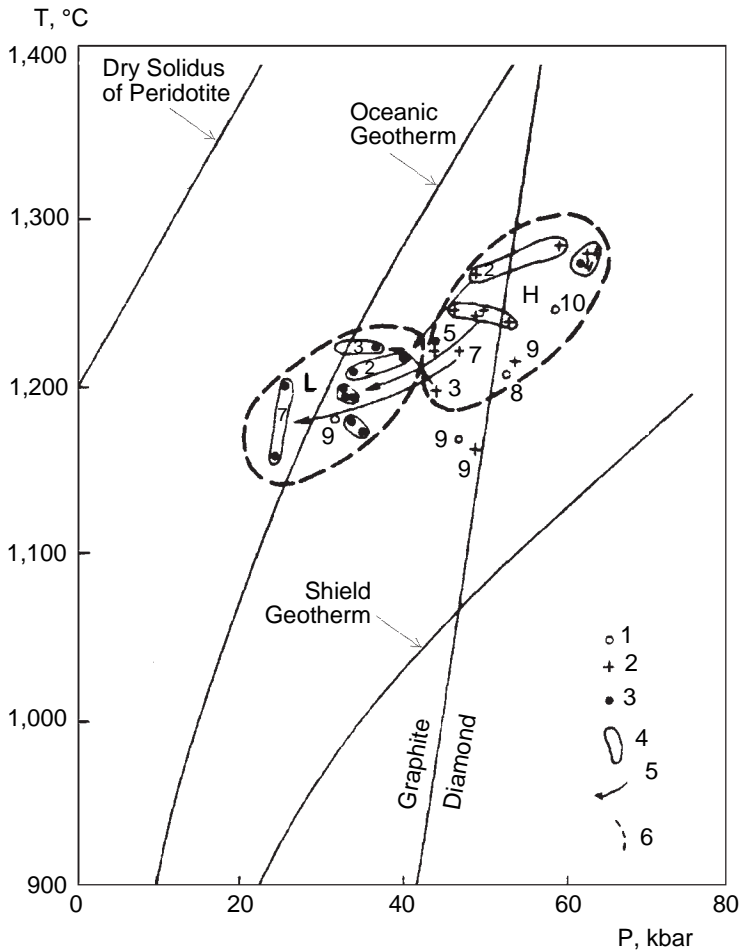 T, °C
1,400
Dry Solidus
of Peridotite
Oceanic
Geotherm
1,300
2
H
10
5
7
9
3
2
L
3
8
1,200
7
9
9
9
1,100
Shield
Geotherm
1
2
3
1,000
4
Graphite
Diamond
5
6
900
0
20
40
60
80
P, kbar